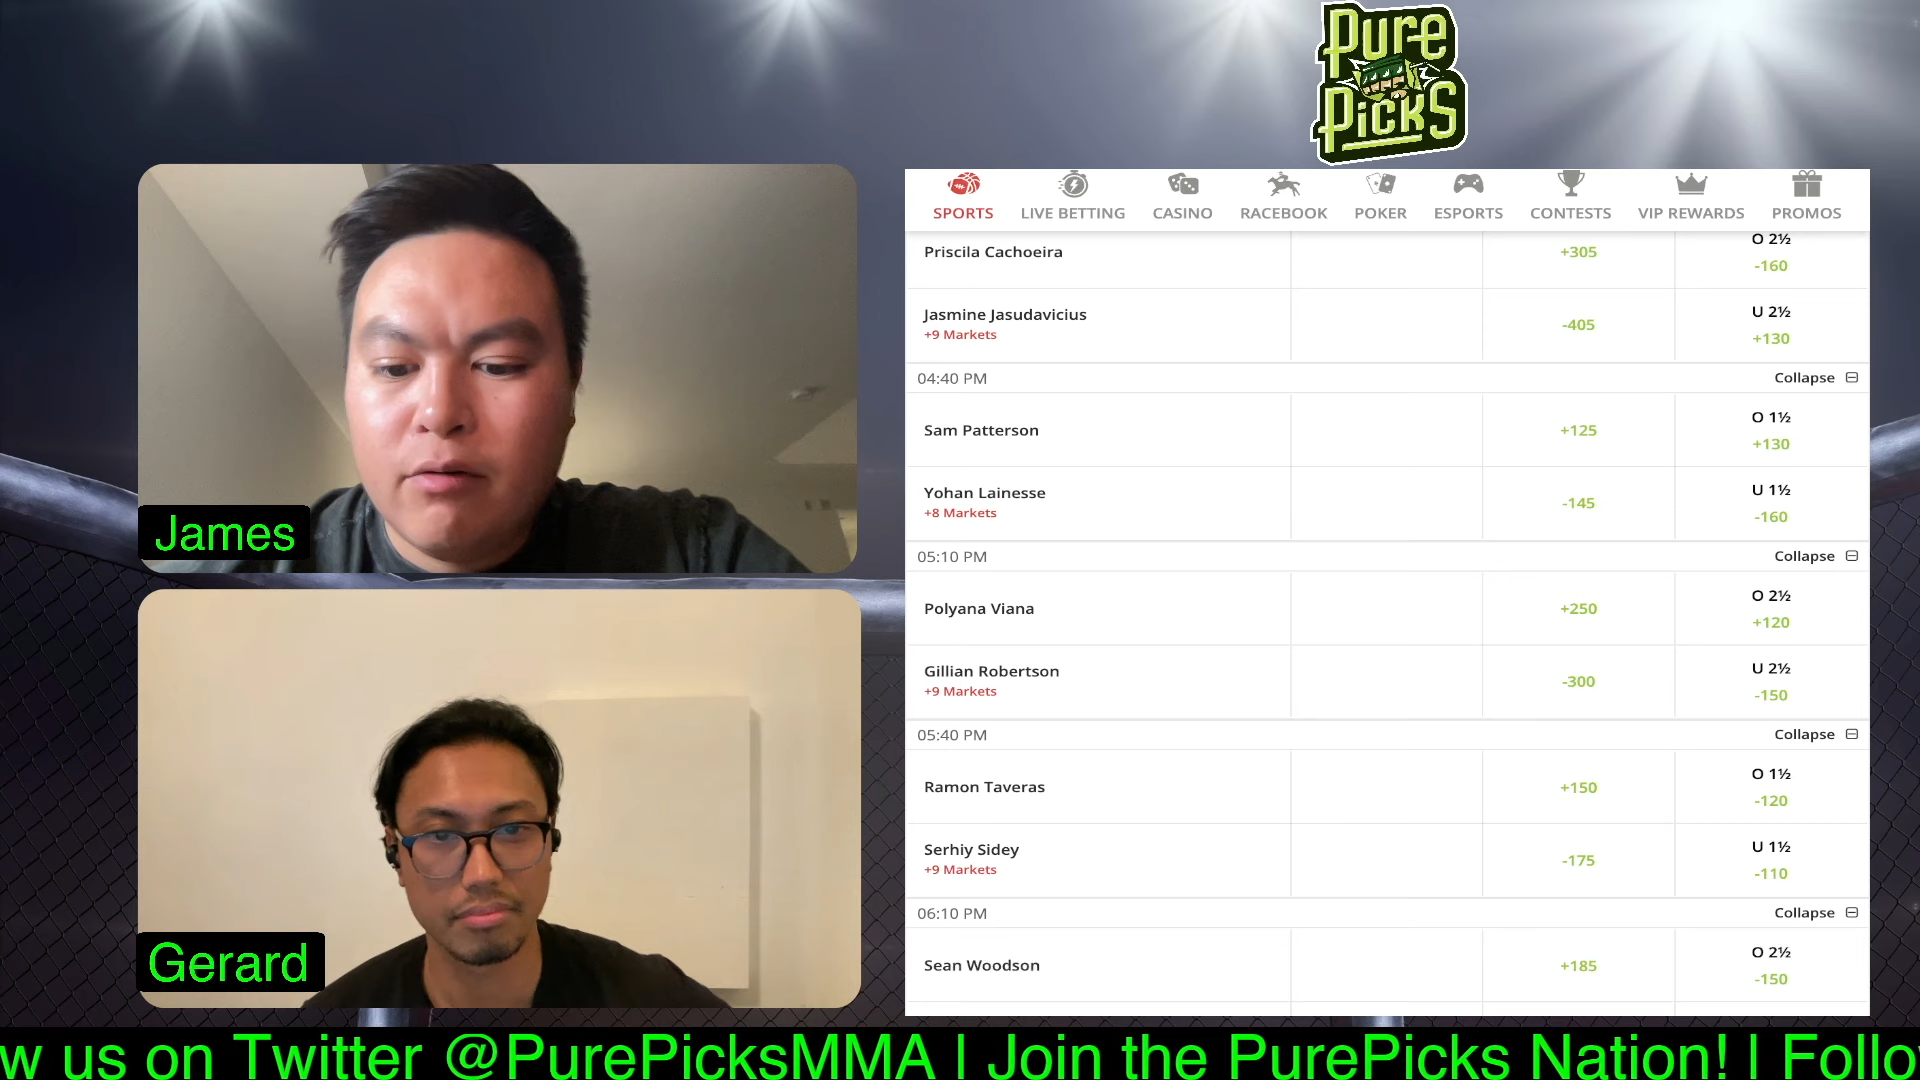 Pure
Picks
SPORTS LIVE BETTING CASINO RACEBOOK POKER ESPORTS CONTESTS VIP REWARDS PROMOS
Priscila Cachoeira +305 O 2½
-160
Jasmine Jasudavicius -405 U 2½
+9 Markets +130
04:40 PM Collapse
Sam Patterson +125 O 1½
+130
Yohan Lainesse -145 U 1½
+8 Markets -160
05:10 PM Collapse
Polyana Viana +250 O 2½
+120
Gillian Robertson -300 U 2½
+9 Markets -150
05:40 PM Collapse
Ramon Taveras +150 O 1½
-120
Serhiy Sidey -175 U 1½
+9 Markets -110
06:10 PM Collapse
Sean Woodson +185 O 2½
-150
James
Gerard
w us on Twitter @PurePicksMMA | Join the PurePicks Nation! | Follow